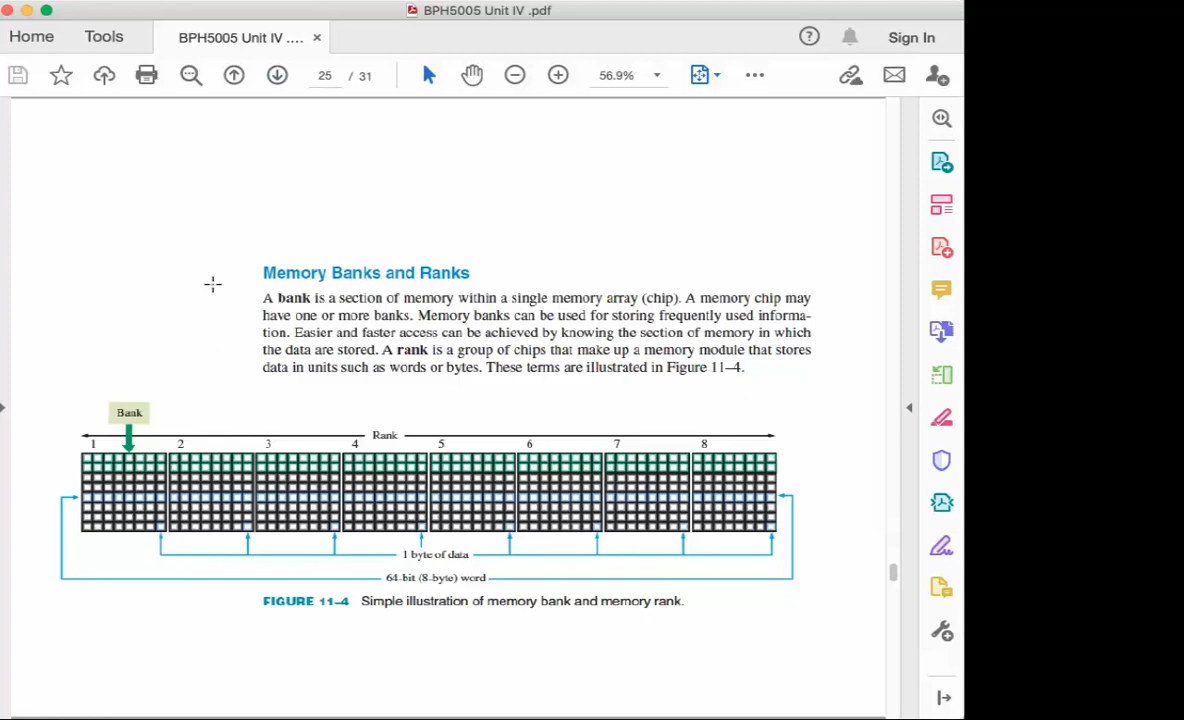 BPH5005 Unit IV .pdf
Home
Tools
BPH5005 Unit IV ....
×
?
Sign In
25 / 31
56.9%
Memory Banks and Ranks
A bank is a section of memory within a single memory array (chip). A memory chip may
have one or more banks. Memory banks can be used for storing frequently used informa-
tion. Easier and faster access can be achieved by knowing the section of memory in which
the data are stored. A rank is a group of chips that make up a memory module that stores
data in units such as words or bytes. These terms are illustrated in Figure 11–4.
Bank
Rank
1 2 3 4 5 6 7 8
1 byte of data
64-bit (8-byte) word
FIGURE 11–4 Simple illustration of memory bank and memory rank.